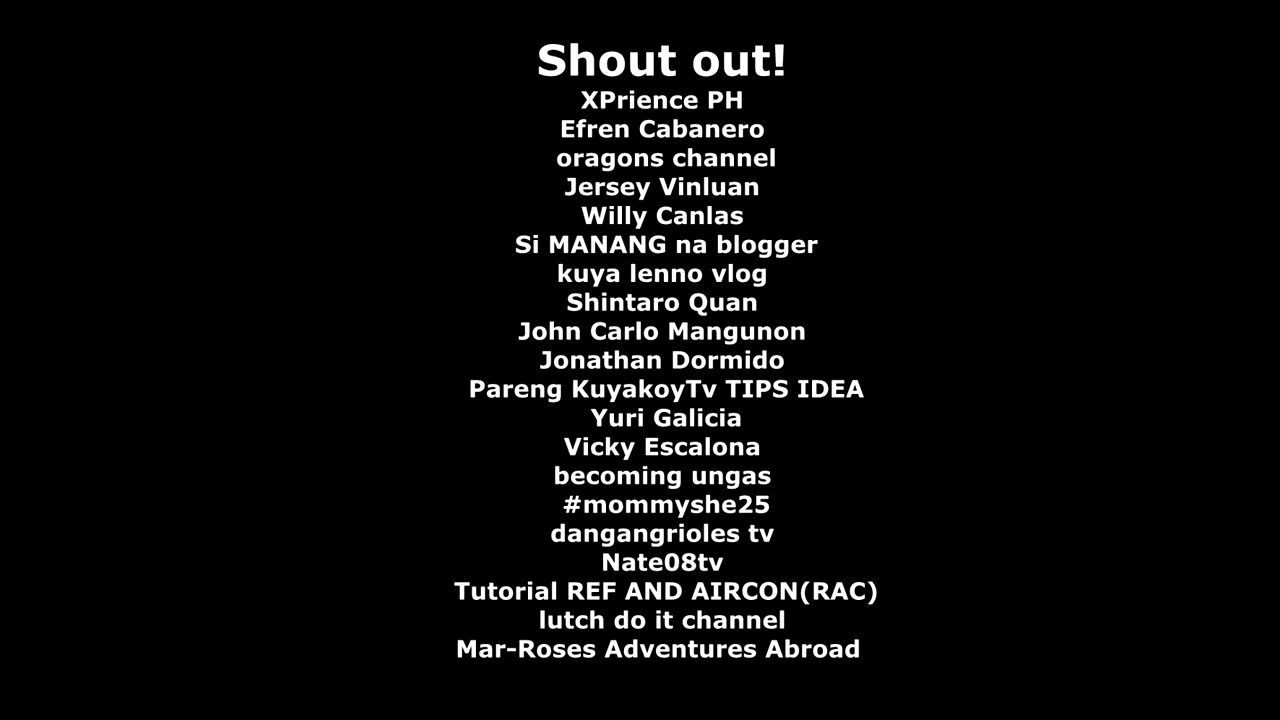 Shout out!
XPrience PH
Efren Cabanero
oragons channel
Jersey Vinluan
Willy Canlas
Si MANANG na blogger
kuya lenno vlog
Shintaro Quan
John Carlo Mangunon
Jonathan Dormido
Pareng KuyakoyTv TIPS IDEA
Yuri Galicia
Vicky Escalona
becoming ungas
#mommyshe25
dangangrioles tv
Nate08tv
Tutorial REF AND AIRCON(RAC)
lutch do it channel
Mar-Roses Adventures Abroad